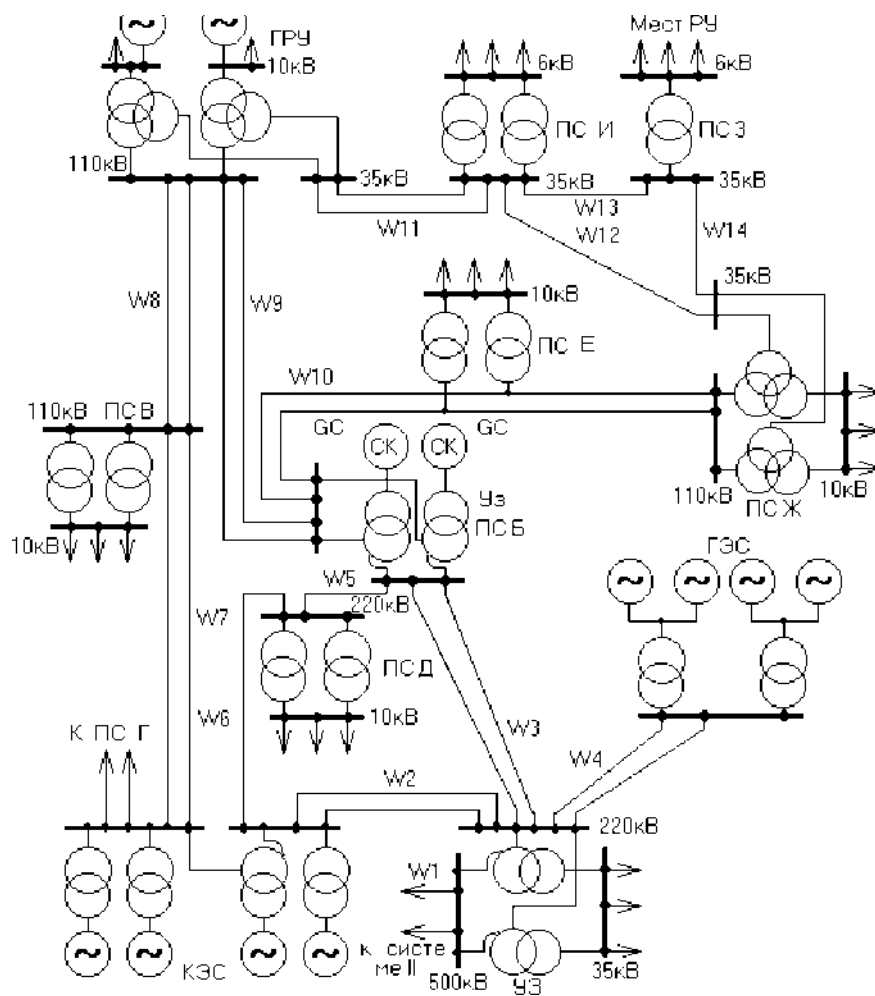 ГРУ
10кВ
Мест РУ
6кВ
6кВ
ПС И
ПС З
110кВ
35кВ
35кВ
35кВ
W11
W13
W12
W14
35кВ
W8
W9
10кВ
ПС Е
W10
110кВ
ПС В
GC
GC
СК
СК
Уз
ПС Б
110кВ
10кВ
ПС Ж
10кВ
ГЭС
W5
220кВ
W7
ПС Д
10кВ
W6
W3
W4
К ПС Г
W2
220кВ
W1
КЭС
к систе
ме II
500кВ
УЗ
35кВ